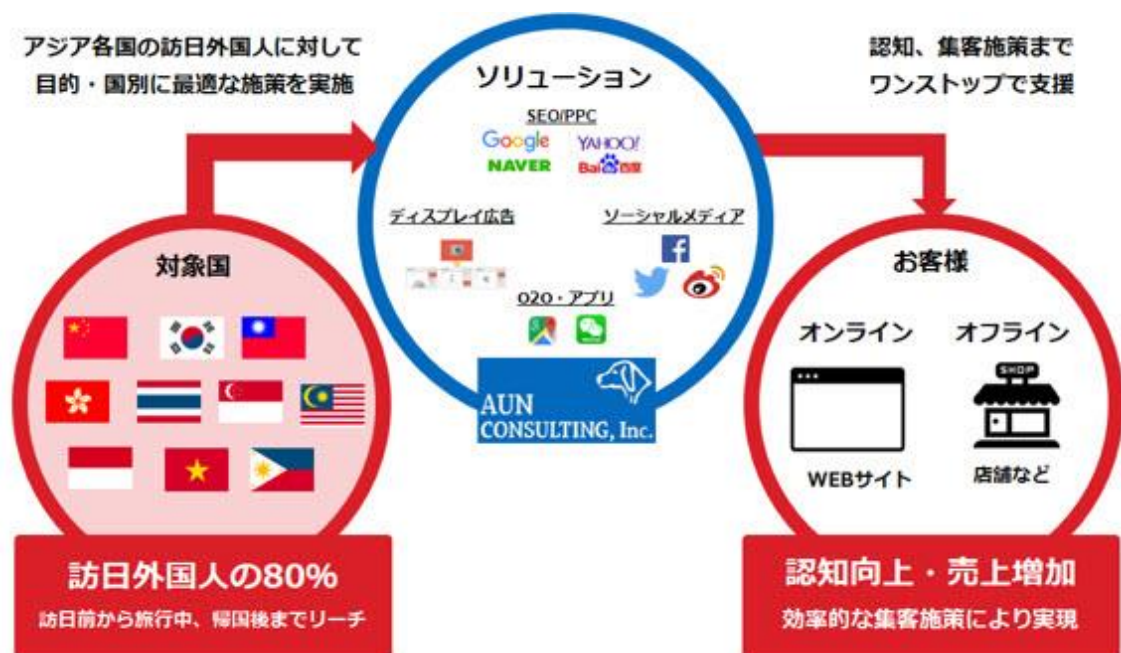 アジア各国の訪日外国人に対して
目的・国別に最適な施策を実施
認知、集客施策まで
ワンストップで支援
ソリューション
SEO/PPC
Google
YAHOO!
NAVER
Bai 百度
ディスプレイ広告
ソーシャルメディア
O2O・アプリ
AUN
CONSULTING, Inc.
対象国
訪日外国人の80%
訪日前から旅行中、帰国後までリーチ
お客様
オンライン
オフライン
SHOP
WEBサイト
店舗など
認知向上・売上増加
効率的な集客施策により実現